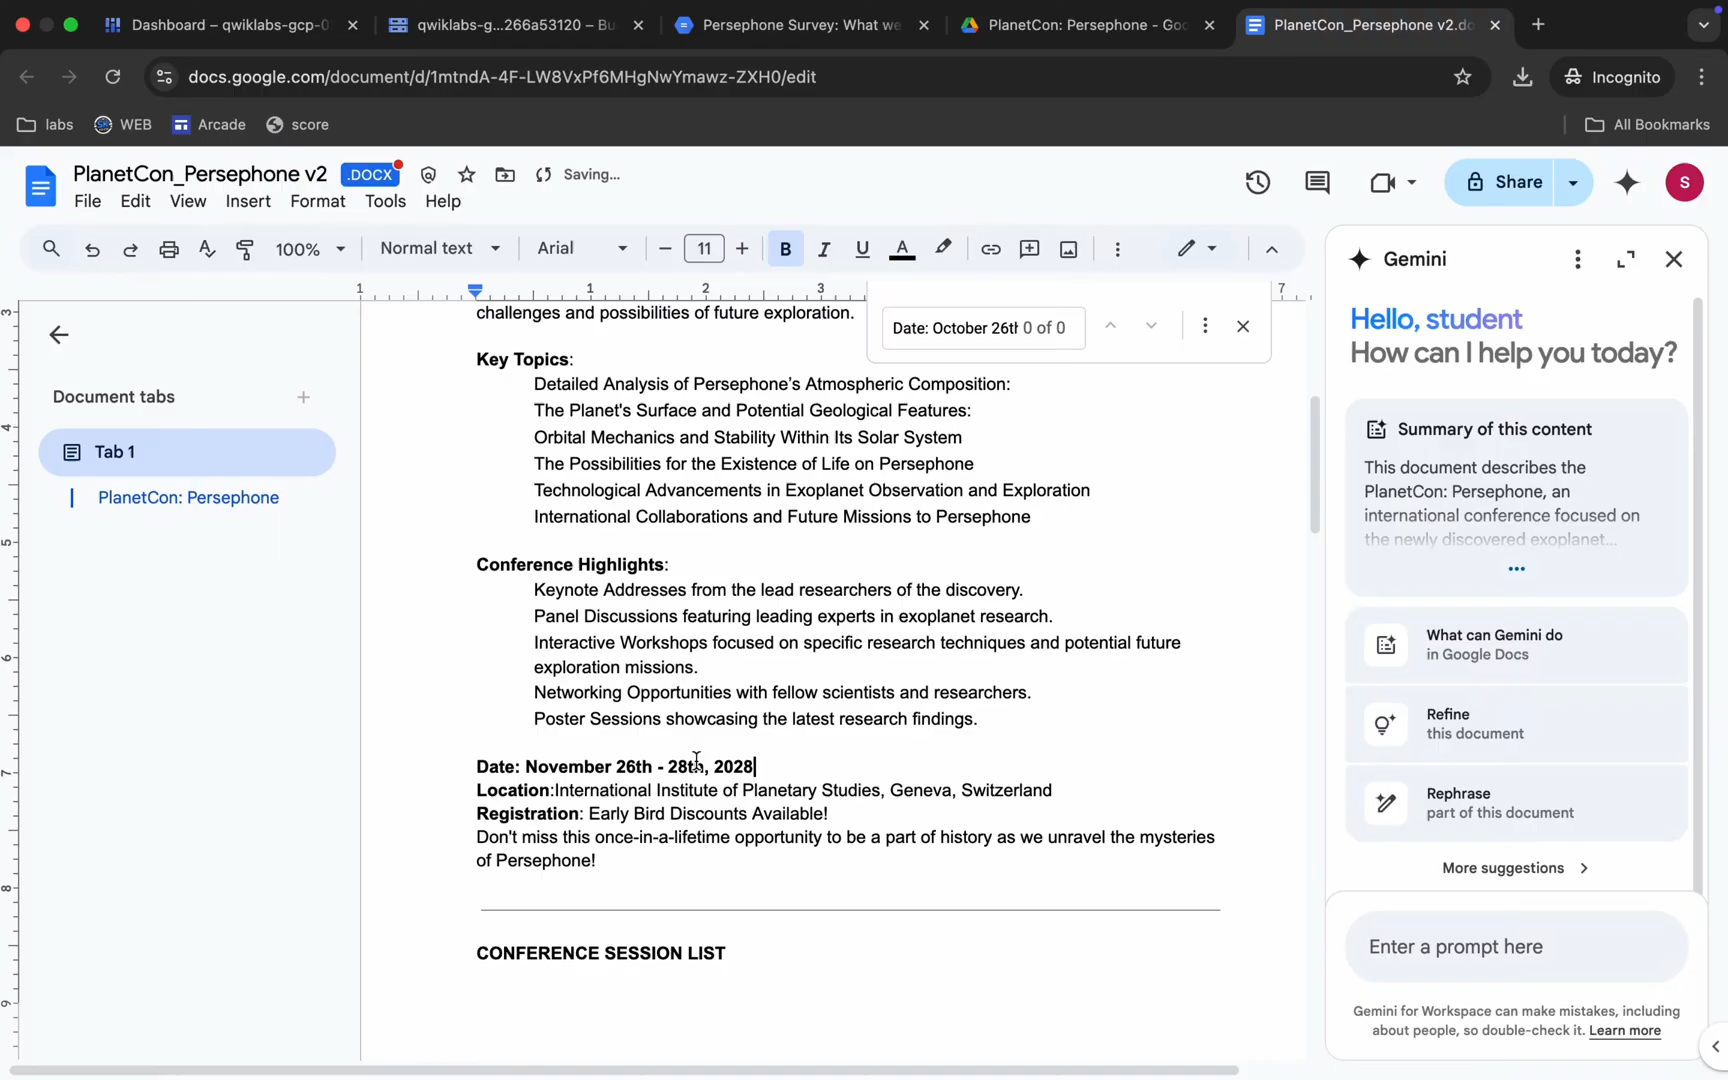 Dashboard – qwiklabs-gcp-0
qwiklabs-g...266a53120 – Bu
Persephone Survey: What we
PlanetCon: Persephone - Goo
PlanetCon_Persephone v2.do
docs.google.com/document/d/1mtndA-4F-LW8VxPf6MHgNwYmawz-ZXH0/edit
Incognito
labs
WEB
Arcade
score
All Bookmarks
PlanetCon_Persephone v2
.DOCX
Saving...
Share
S
File
Edit
View
Insert
Format
Tools
Help
100%
Normal text
Arial
11
B
I
U
A
1
1
2
3
7
3
4
5
6
7
8
9
Document tabs
Tab 1
PlanetCon: Persephone
Date: October 26th 0 of 0
challenges and possibilities of future exploration.
Key Topics:
Detailed Analysis of Persephone's Atmospheric Composition:
The Planet's Surface and Potential Geological Features:
Orbital Mechanics and Stability Within Its Solar System
The Possibilities for the Existence of Life on Persephone
Technological Advancements in Exoplanet Observation and Exploration
International Collaborations and Future Missions to Persephone
Conference Highlights:
Keynote Addresses from the lead researchers of the discovery.
Panel Discussions featuring leading experts in exoplanet research.
Interactive Workshops focused on specific research techniques and potential future
exploration missions.
Networking Opportunities with fellow scientists and researchers.
Poster Sessions showcasing the latest research findings.
Date: November 26th - 28th, 2028
Location:International Institute of Planetary Studies, Geneva, Switzerland
Registration: Early Bird Discounts Available!
Don't miss this once-in-a-lifetime opportunity to be a part of history as we unravel the mysteries
of Persephone!
CONFERENCE SESSION LIST
Gemini
Hello, student
How can I help you today?
Summary of this content
This document describes the
PlanetCon: Persephone, an
international conference focused on
the newly discovered exoplanet...
What can Gemini do
in Google Docs
Refine
this document
Rephrase
part of this document
More suggestions
Enter a prompt here
Gemini for Workspace can make mistakes, including
about people, so double-check it. Learn more